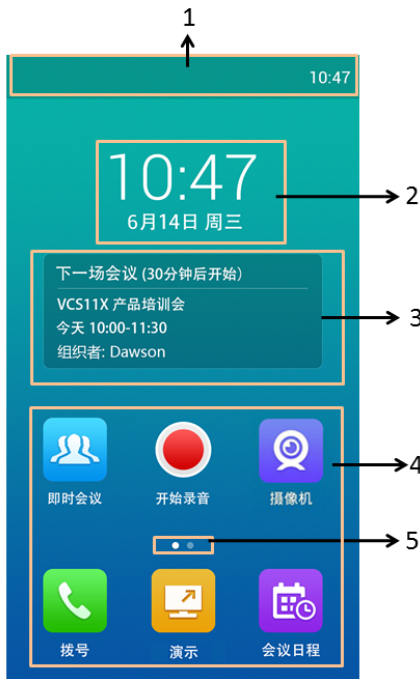 1
10:47
10:47
2
6月14日 周三
下一场会议 (30分钟后开始)
VCS11X 产品培训会
今天 10:00-11:30
组织者: Dawson
3
即时会议
开始录音
摄像机
4
5
拨号
演示
会议日程